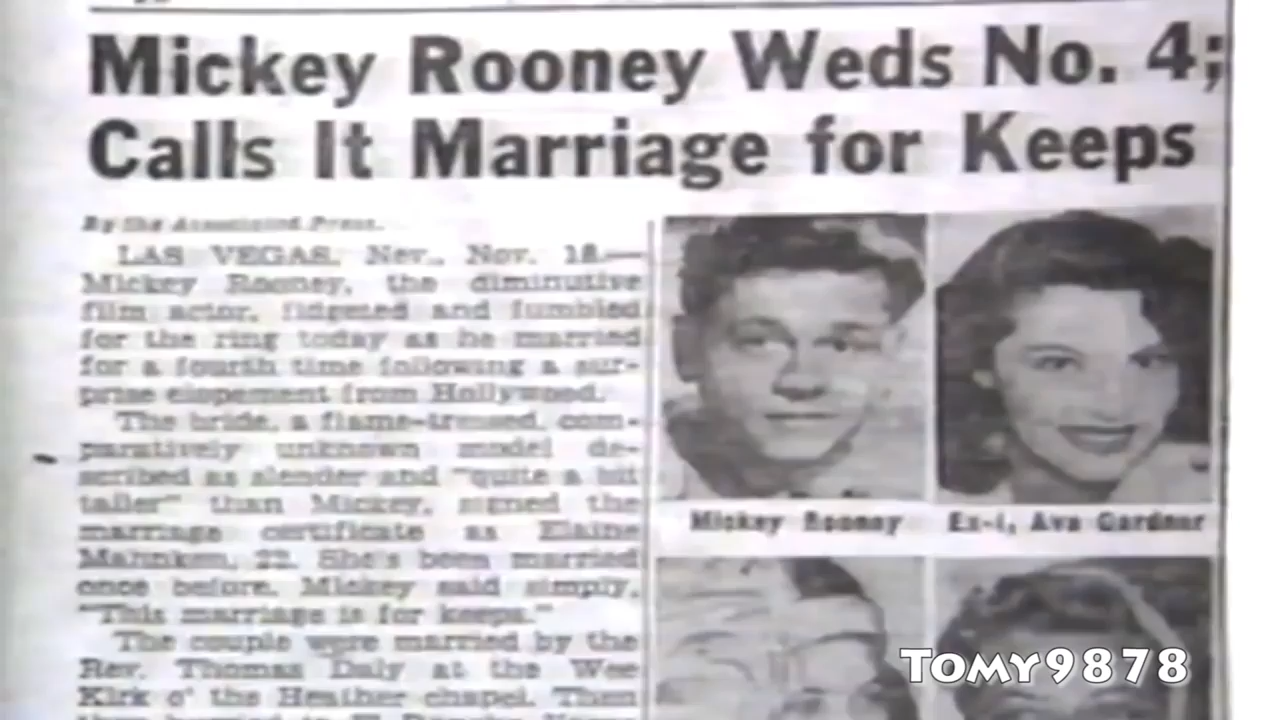 Mickey Rooney Weds No. 4;
Calls It Marriage for Keeps
By the Associated Press.
LAS VEGAS, Nev., Nov. 18.—
Mickey Rooney, the diminutive
film actor, fidgeted and fumbled
for the ring today as he married
for a fourth time following a sur-
prise elopement from Hollywood.
The bride, a flame-tressed, com-
paratively unknown model de-
scribed as slender and "quite a bit
taller" than Mickey, signed the
marriage certificate as Elaine
Mahnken, 22. She's been married
once before. Mickey said simply,
"This marriage is for keeps."
The couple were married by the
Rev. Thomas Daly at the Wee
Kirk o' the Heather chapel. Then
Mickey Rooney
Ex-1, Ava Gardner
TOMY9878